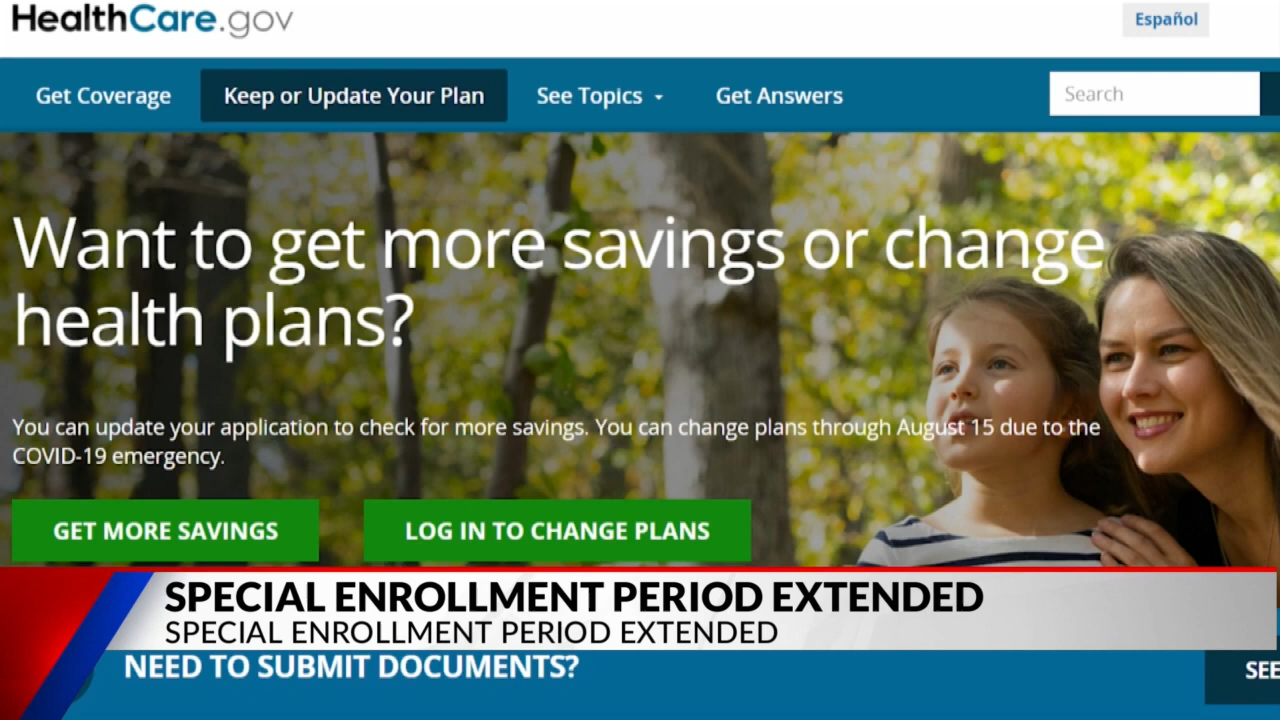 HealthCare.gov
Español
Get Coverage
Keep or Update Your Plan
See Topics
Get Answers
Search
Want to get more savings or change
health plans?
You can update your application to check for more savings. You can change plans through August 15 due to the
COVID-19 emergency.
GET MORE SAVINGS
LOG IN TO CHANGE PLANS
SPECIAL ENROLLMENT PERIOD EXTENDED
SPECIAL ENROLLMENT PERIOD EXTENDED
NEED TO SUBMIT DOCUMENTS?
SEE